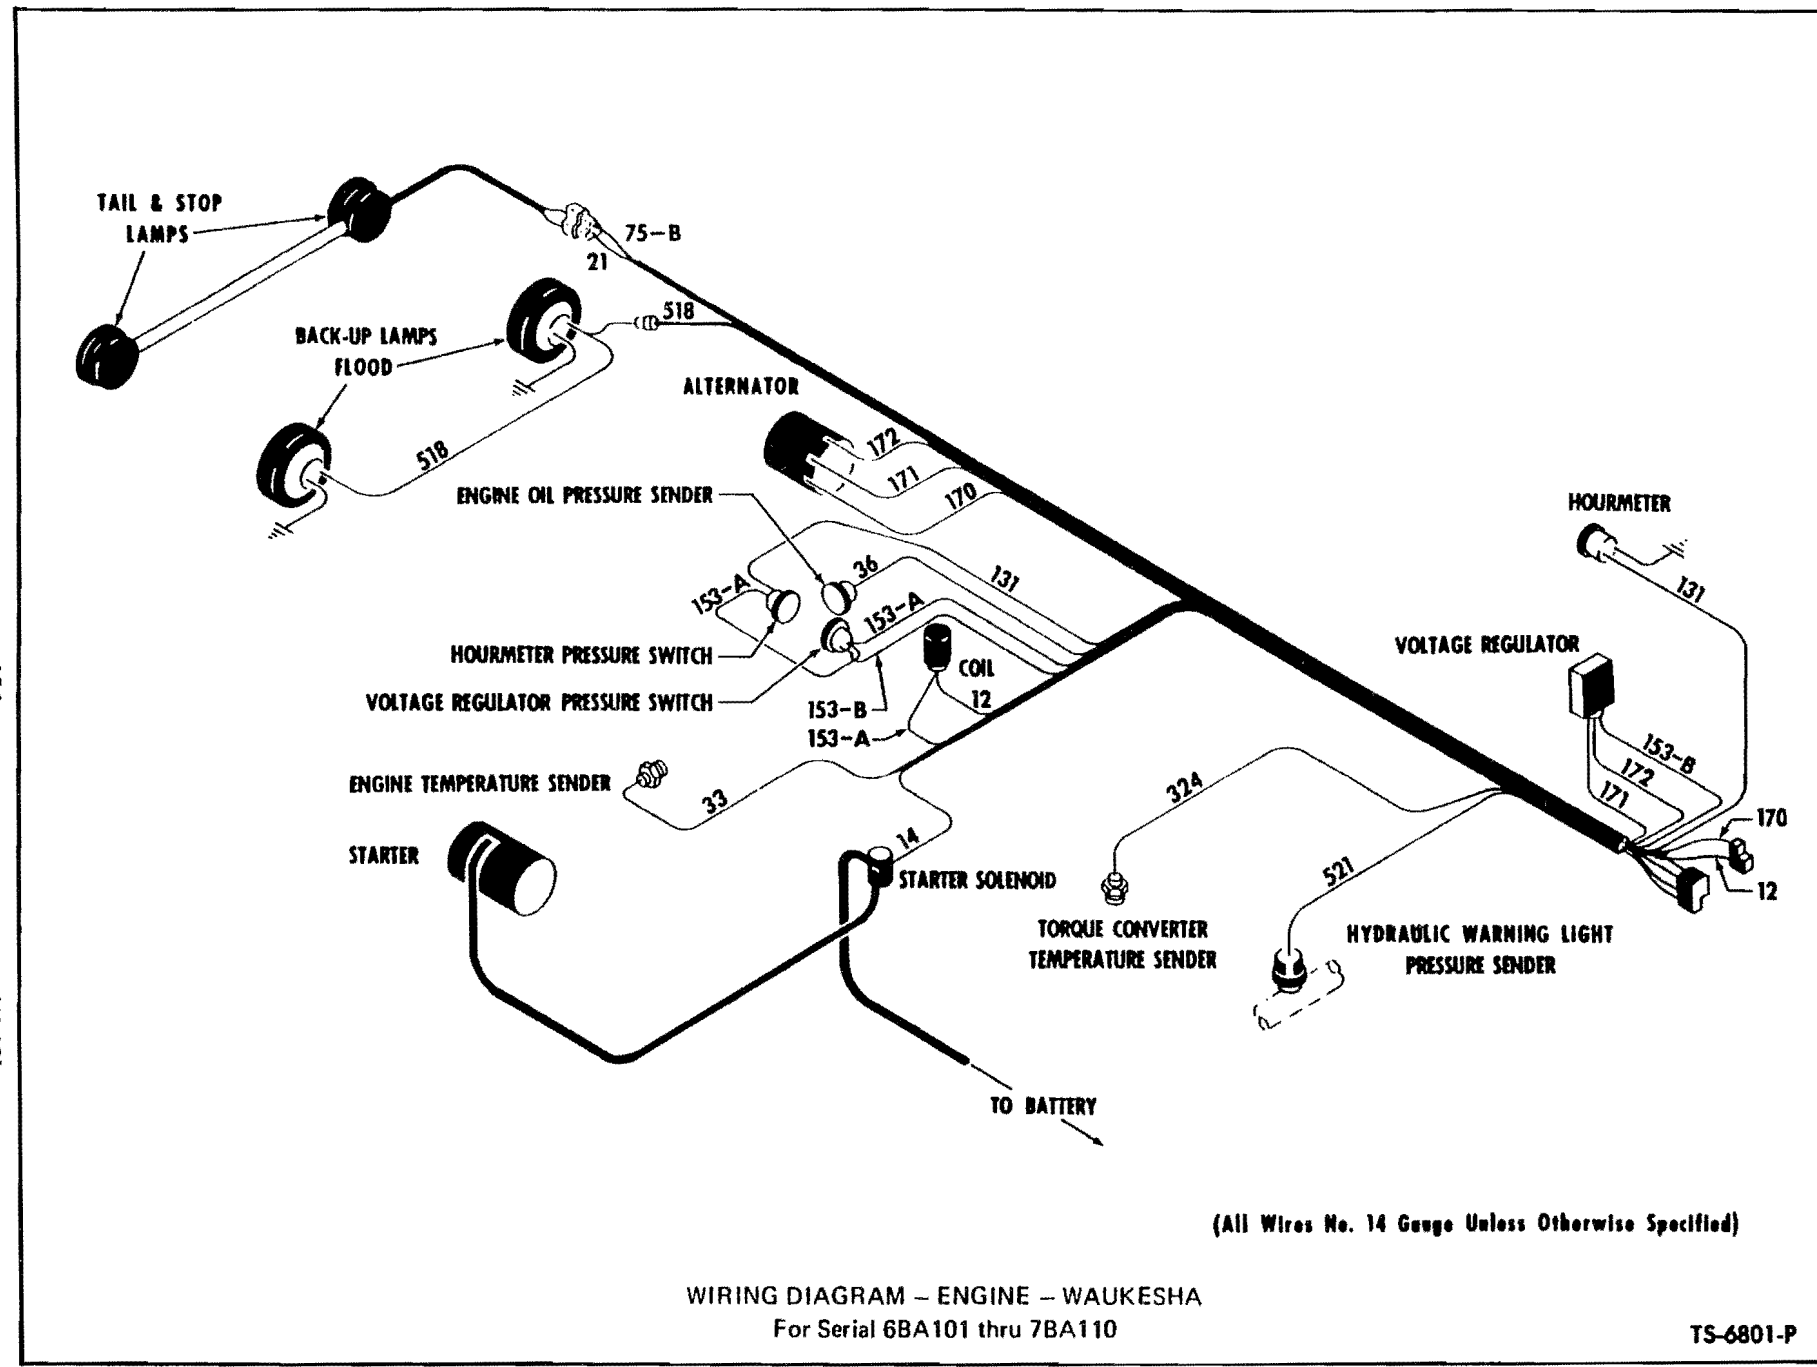 TAIL & STOP
LAMPS
75-B
21
518
BACK-UP LAMPS
FLOOD
518
ALTERNATOR
172
171
170
ENGINE OIL PRESSURE SENDER
HOURMETER
131
36
131
153-A
153-A
HOURMETER PRESSURE SWITCH
VOLTAGE REGULATOR PRESSURE SWITCH
COIL
12
153-B
153-A
VOLTAGE REGULATOR
153-B
172
171
170
12
ENGINE TEMPERATURE SENDER
33
324
STARTER
14
STARTER SOLENOID
521
TORQUE CONVERTER
TEMPERATURE SENDER
HYDRAULIC WARNING LIGHT
PRESSURE SENDER
TO BATTERY
(All Wires No. 14 Gauge Unless Otherwise Specified)
WIRING DIAGRAM – ENGINE – WAUKESHA
For Serial 6BA101 thru 7BA110
TS-6801-P